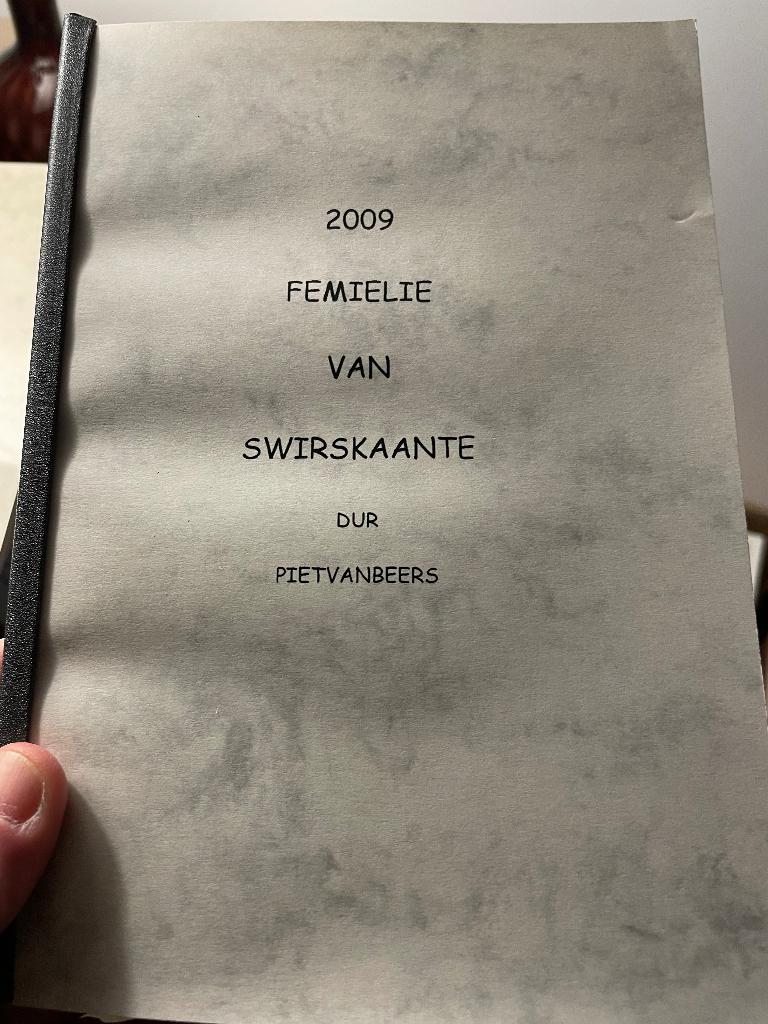 2009
FEMIELIE
VAN
SWIRSKAANTE
DUR
PIETVANBEERS